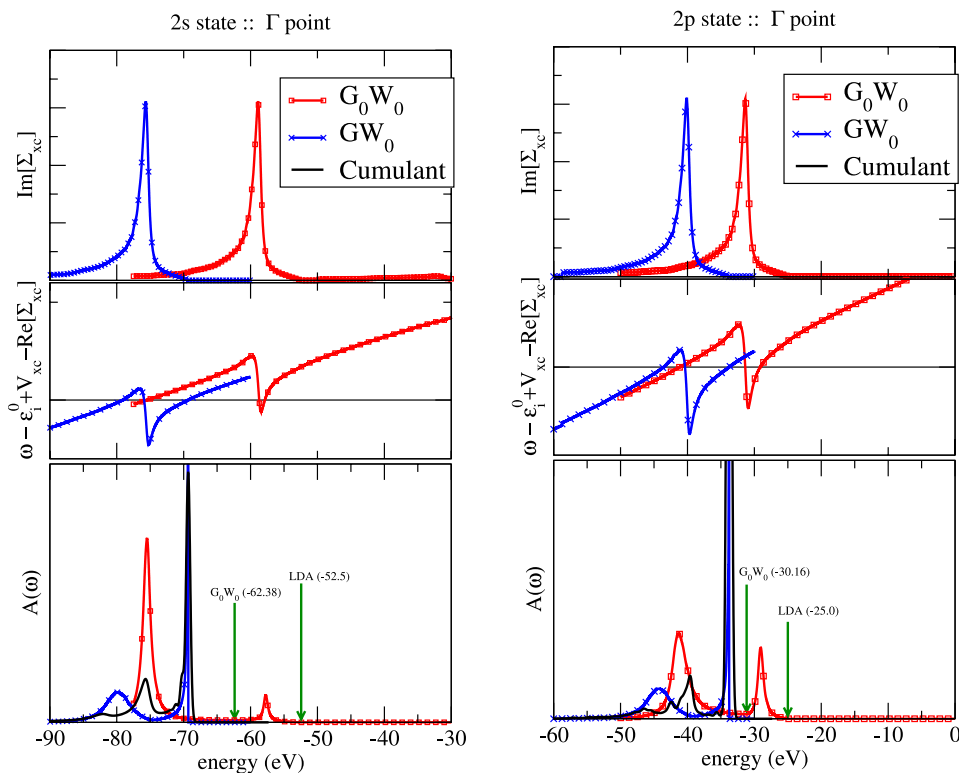 2s state :: Γ point
Im[Σxc]
G₀W₀
GW₀
Cumulant
ω − εᵢ⁰+Vxc −Re[Σxc]
A(ω)
G₀W₀ (-62.38)
LDA (-52.5)
-90 -80 -70 -60 -50 -40 -30
energy (eV)
2p state :: Γ point
Im[Σxc]
G₀W₀
GW₀
Cumulant
ω − εᵢ⁰+Vxc −Re[Σxc]
A(ω)
G₀W₀ (-30.16)
LDA (-25.0)
-60 -50 -40 -30 -20 -10 0
energy (eV)